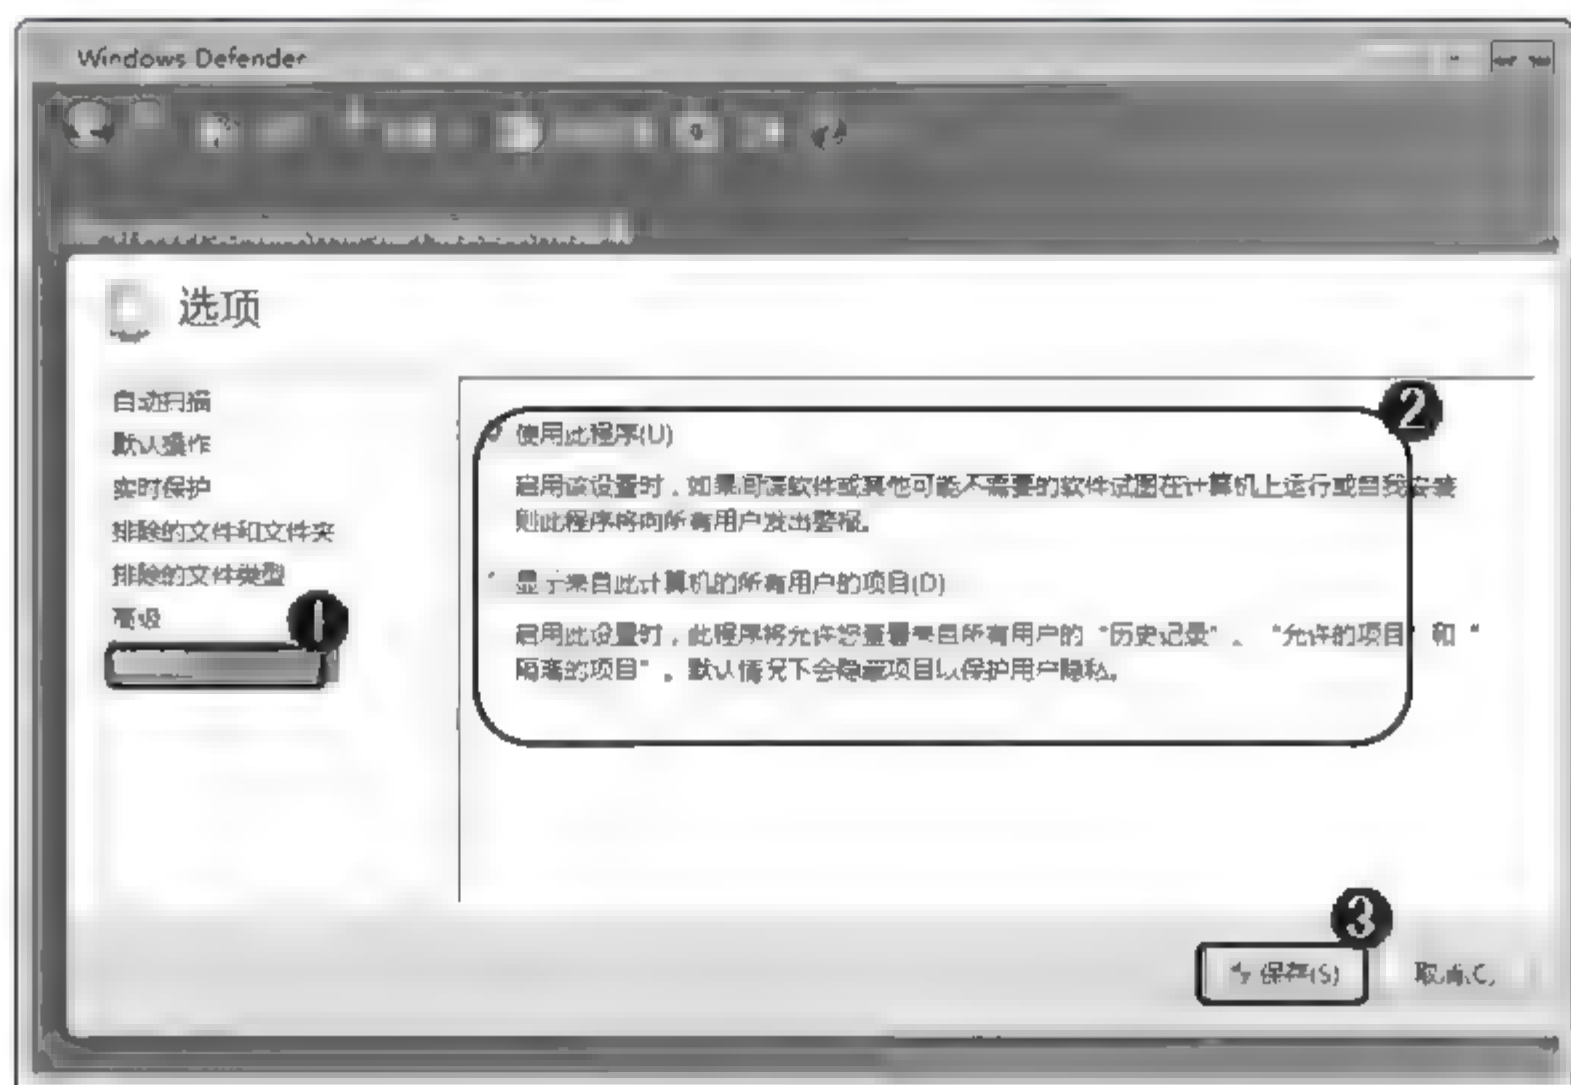 Windows Defender
选项
自动扫描
默认操作
实时保护
排除的文件和文件夹
排除的文件类型
高级
1
2
使用此程序(U)
启用该设置时，如果间谍软件或其他可能不需要的软件试图在计算机上运行或自我安装
则此程序将向所有用户发出警报。
显示来自此计算机的所有用户的项目(D)
启用此设置时，此程序将允许您查看来自所有用户的“历史记录”、“允许的项目”和“
隔离的项目”。默认情况下会隐藏项目以保护用户隐私。
3
保存(S)
取消(C)